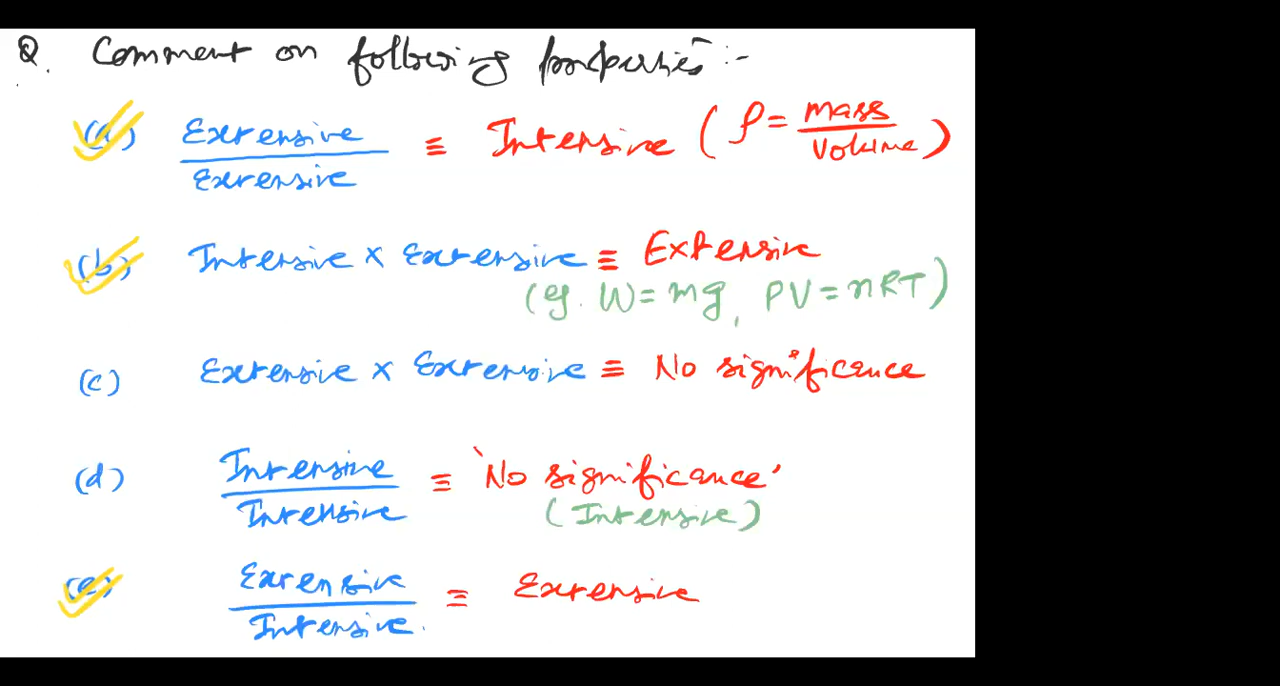 Q. Comment on following properties :-
(a) Extensive / Extensive ≡ Intensive (ρ = mass / Volume)
(b) Intensive x Extensive ≡ Extensive
(eg. W = mg, PV = nRT)
(c) Extensive x Extensive ≡ No significance
(d) Intensive / Intensive ≡ 'No significance'
(Intensive)
(e) Extensive / Intensive ≡ Extensive